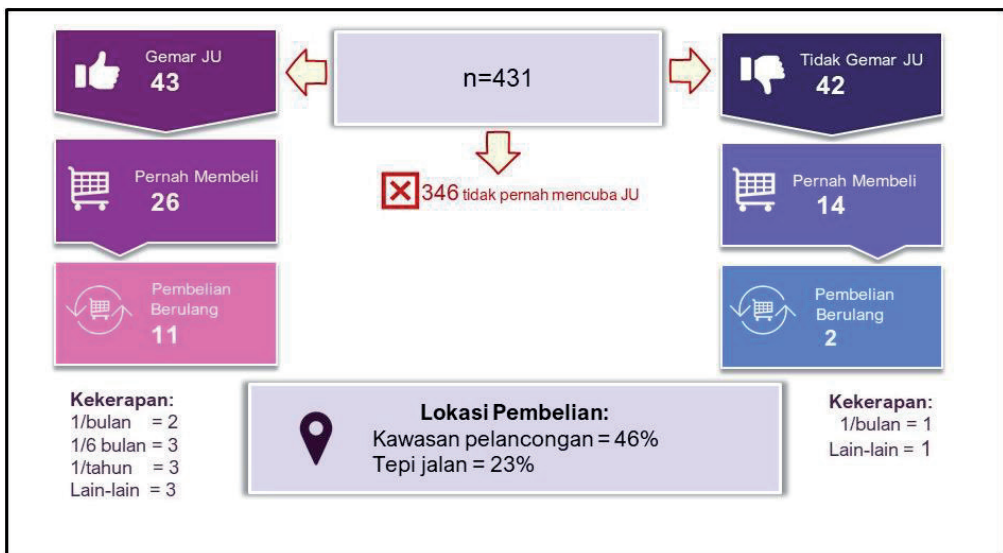 Gemar JU
43
n=431
Tidak Gemar JU
42
346 tidak pernah mencuba JU
Pernah Membeli
26
Pernah Membeli
14
Pembelian
Berulang
11
Pembelian
Berulang
2
Kekerapan:
1/bulan = 2
1/6 bulan = 3
1/tahun = 3
Lain-lain = 3
Lokasi Pembelian:
Kawasan pelancongan = 46%
Tepi jalan = 23%
Kekerapan:
1/bulan = 1
Lain-lain = 1